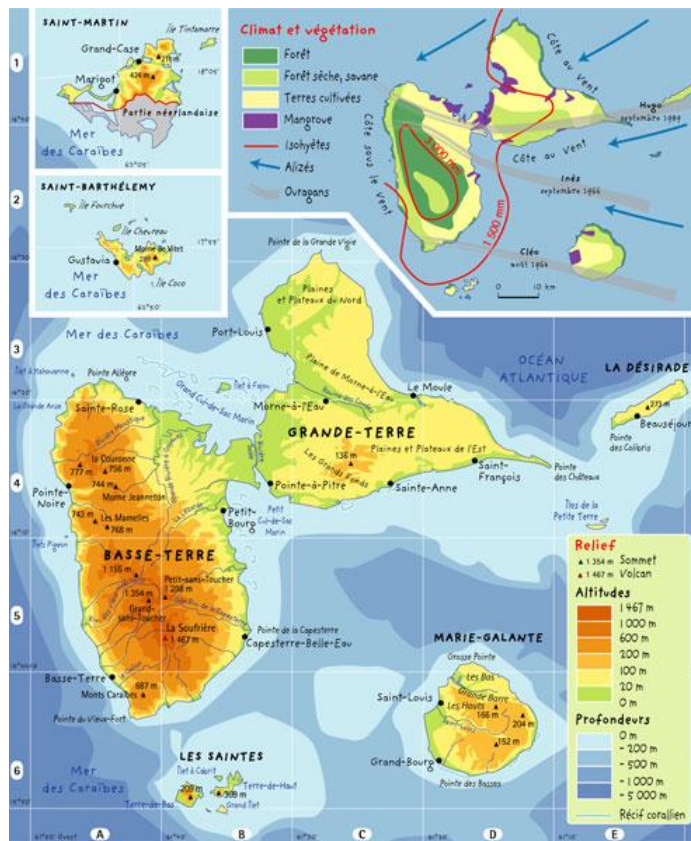 SAINT-MARTIN
Île Tintamarre
Grand-Case
Marigot
424 m
18°05'
Partie néerlandaise
Mer
des Caraïbes
63°05'
SAINT-BARTHÉLEMY
Île Fourchue
Île Chevreau
Morne de Vitet
Gustavia
17°55'
Mer
des Caraïbes
Île Coco
Climat et végétation
Forêt
Forêt sèche, savane
Terres cultivées
Mangrove
Isohyètes
Alizés
Ouragans
Côte au Vent
Hugo
septembre 1989
Côte au Vent
Côte sous le Vent
3 000 mm
Inès
septembre 1966
1 500 mm
Cléo
août 1964
0 10 km
1
2
3
4
5
6
Pointe de la Grande Vigie
Plaines
et Plateaux du Nord
Mer des Caraïbes
Port-Louis
OCÉAN
ATLANTIQUE
Plaine de Morne-à-l'Eau
Le Moule
LA DÉSIRADE
273 m
Beauséjour
Pointe
des Colibris
Îlet à Kahouanne
Pointe Allègre
Îlet à Fajou
Grand Cul-de-Sac Marin
La Grande Anse
Sainte-Rose
Morne-à-l'Eau
GRANDE-TERRE
136 m
Plaines et Plateaux de l'Est
Les Grands Fonds
Saint-
François
Pointe des Châteaux
la Couronne
777 m
756 m
744 m
Morne Jeanneton
Pointe-
Noire
Pointe-à-Pitre
Sainte-Anne
Petit-
Bourg
Petit
Cul-de-Sac
Marin
Îles de la
Petite Terre
743 m
Les Mamelles
768 m
Îlets Pigeon
BASSE-TERRE
1 155 m
Petit-sans-Toucher
1 354 m
1 298 m
Grand-
sans-Toucher
La Soufrière
1 467 m
Pointe de la Capesterre
Capesterre-Belle-Eau
Basse-Terre
687 m
Monts Caraïbes
Pointe du Vieux-Fort
MARIE-GALANTE
Grosse Pointe
Les Bas
Saint-Louis
Grande Barre
Les Hauts
166 m
204 m
152 m
Grand-Bourg
Pointe des Basses
LES SAINTES
Îlet à Cabrit
Terre-de-Haut
309 m
Terre-de-Bas
Grand Îlet
Mer
des Caraïbes
Relief
1 354 m Sommet
1 467 m Volcan
Altitudes
1 467 m
1 000 m
600 m
200 m
100 m
20 m
0 m
Profondeurs
0 m
- 200 m
- 500 m
- 1 000 m
- 5 000 m
Récif corallien
A
B
C
D
E